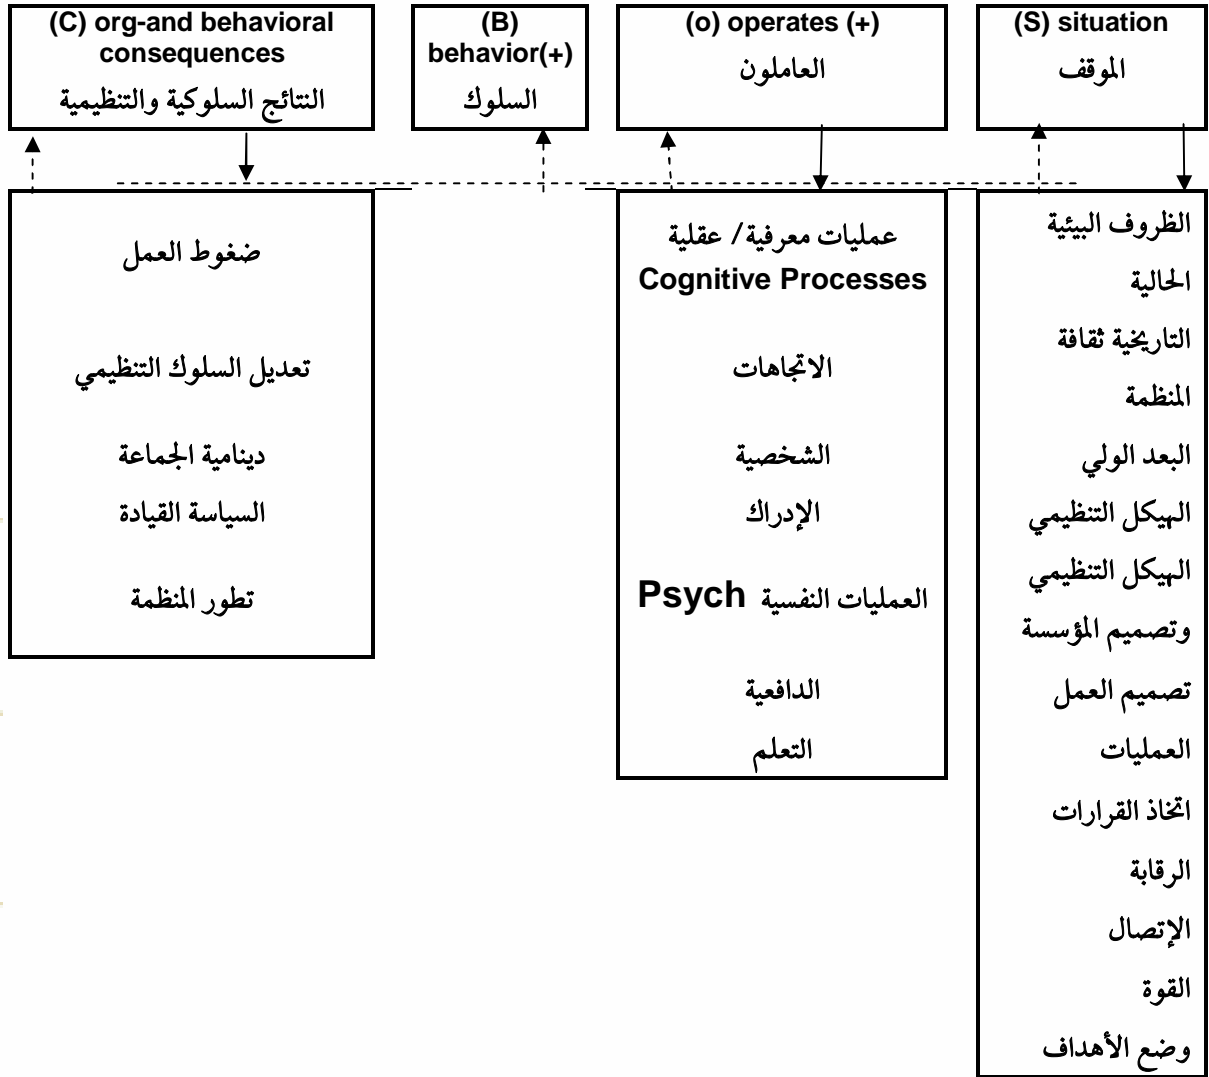 (S) situation
الموقف
(o) operates (+)
العاملون
(B)
behavior(+)
السلوك
(C) org-and behavioral
consequences
النتائج السلوكية والتنظيمية
الظروف البيئية
الحالية
التاريخية ثقافة
المنظمة
البعد الولي
الهيكل التنظيمي
الهيكل التنظيمي
وتصميم المؤسسة
تصميم العمل
العمليات
اتخاذ القرارات
الرقابة
الإتصال
القوة
وضع الأهداف
عمليات معرفية/ عقلية
Cognitive Processes
الاتجاهات
الشخصية
الإدراك
العمليات النفسية Psych
الدافعية
التعلم
ضغوط العمل
تعديل السلوك التنظيمي
دينامية الجماعة
السياسة القيادة
تطور المنظمة